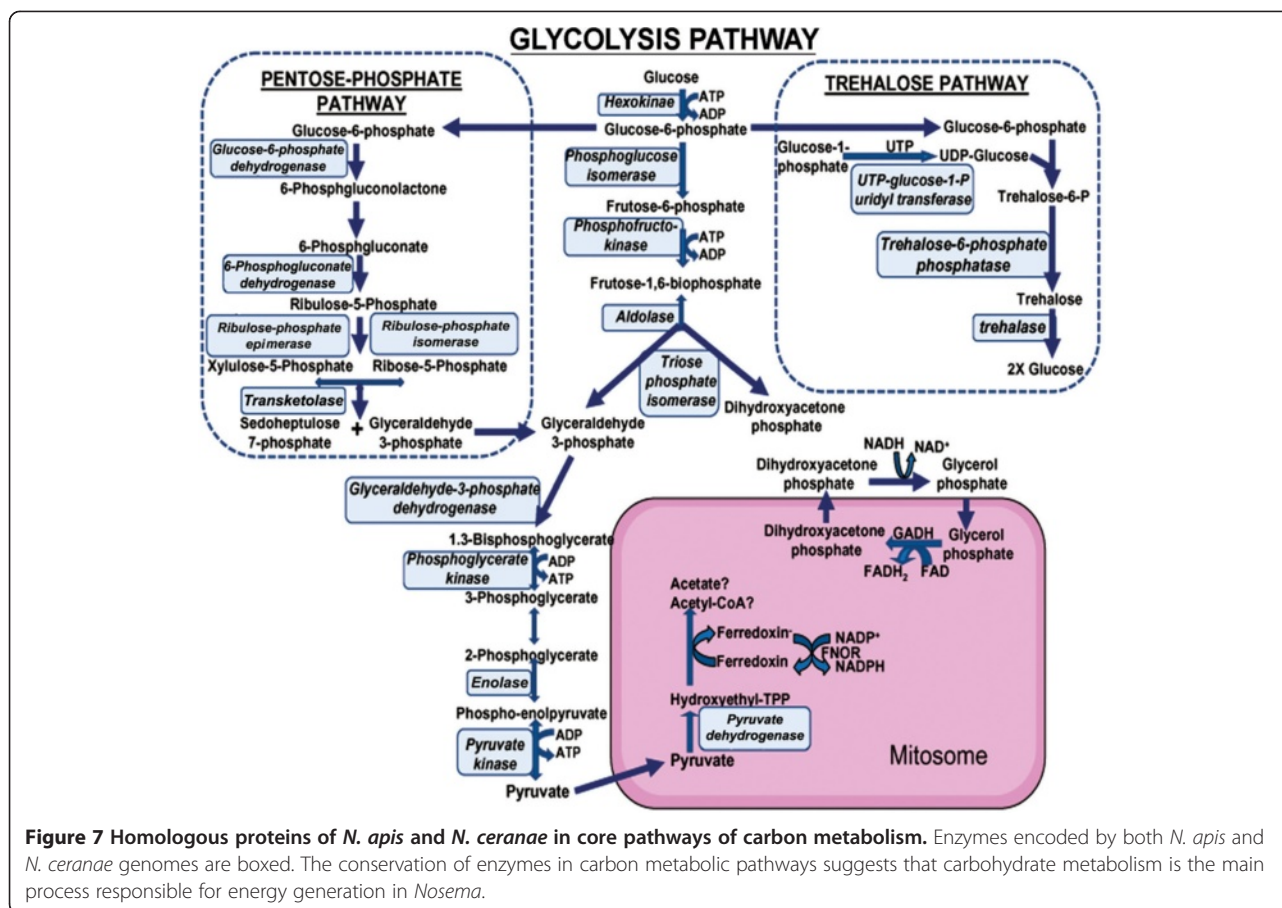 GLYCOLYSIS PATHWAY
PENTOSE-PHOSPHATE
PATHWAY
Glucose-6-phosphate
Glucose-6-phosphate
dehydrogenase
6-Phosphgluconolactone
6-Phosphgluconate
6-Phosphogluconate
dehydrogenase
Ribulose-5-Phosphate
Ribulose-phosphate
epimerase
Ribulose-phosphate
isomerase
Xylulose-5-Phosphate
Ribose-5-Phosphate
Transketolase
Sedoheptulose
7-phosphate
+
Glyceraldehyde
3-phosphate
Glucose
Hexokinae
ATP
ADP
Glucose-6-phosphate
Phosphoglucose
isomerase
Frutose-6-phosphate
Phosphofructo-
kinase
ATP
ADP
Frutose-1,6-biophosphate
Aldolase
Triose
phosphate
isomerase
Glyceraldehyde
3-phosphate
Dihydroxyacetone
phosphate
TREHALOSE PATHWAY
Glucose-6-phosphate
Glucose-1-
phosphate
UTP
UDP-Glucose
UTP-glucose-1-P
uridyl transferase
Trehalose-6-P
Trehalose-6-phosphate
phosphatase
Trehalose
trehalase
2X Glucose
Glyceraldehyde-3-phosphate
dehydrogenase
1.3-Bisphosphoglycerate
Phosphoglycerate
kinase
ADP
ATP
3-Phosphoglycerate
2-Phosphoglycerate
Enolase
Phospho-enolpyruvate
Pyruvate
kinase
ADP
ATP
Pyruvate
NADH
NAD⁺
Dihydroxyacetone
phosphate
Glycerol
phosphate
Dihydroxyacetone
phosphate
GADH
Glycerol
phosphate
FADH₂
FAD
Acetate?
Acetyl-CoA?
Ferredoxin⁻
NADP⁺
FNOR
Ferredoxin
NADPH
Hydroxyethyl-TPP
Pyruvate
dehydrogenase
Pyruvate
Mitosome
Figure 7 Homologous proteins of N. apis and N. ceranae in core pathways of carbon metabolism. Enzymes encoded by both N. apis and
N. ceranae genomes are boxed. The conservation of enzymes in carbon metabolic pathways suggests that carbohydrate metabolism is the main
process responsible for energy generation in Nosema.